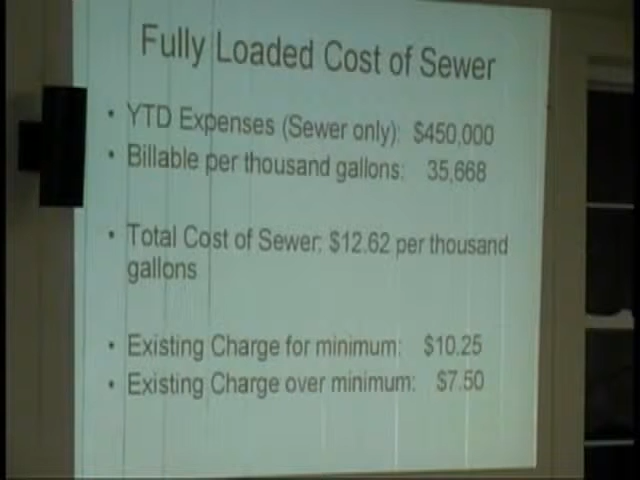 Fully Loaded Cost of Sewer
• YTD Expenses (Sewer only): $450,000
• Billable per thousand gallons: 35,668
• Total Cost of Sewer: $12.62 per thousand
gallons
• Existing Charge for minimum: $10.25
• Existing Charge over minimum: $7.50